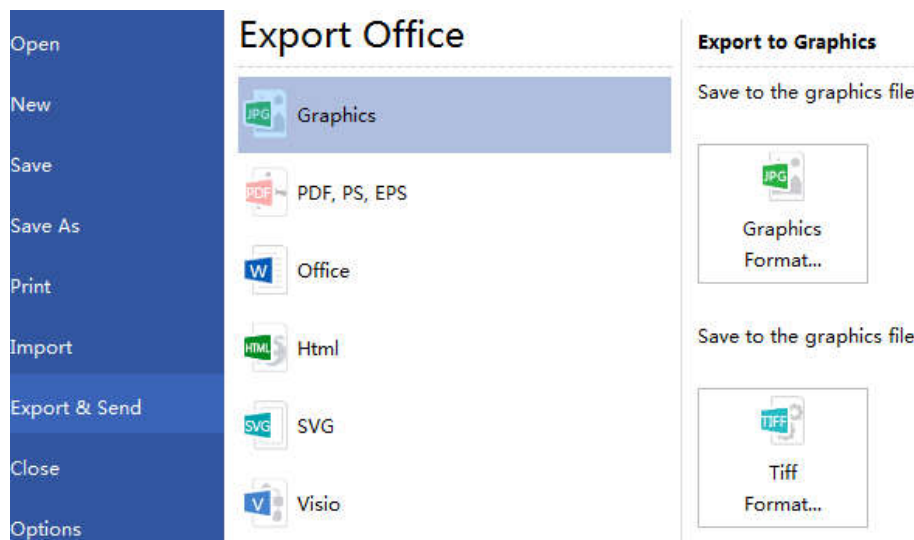 Open
New
Save
Save As
Print
Import
Export & Send
Close
Options
Export Office
JPG
Graphics
PDF
PDF, PS, EPS
W
Office
HTML
Html
SVG
SVG
V
Visio
Export to Graphics
Save to the graphics file
JPG
Graphics
Format...
Save to the graphics file
TIFF
Tiff
Format...